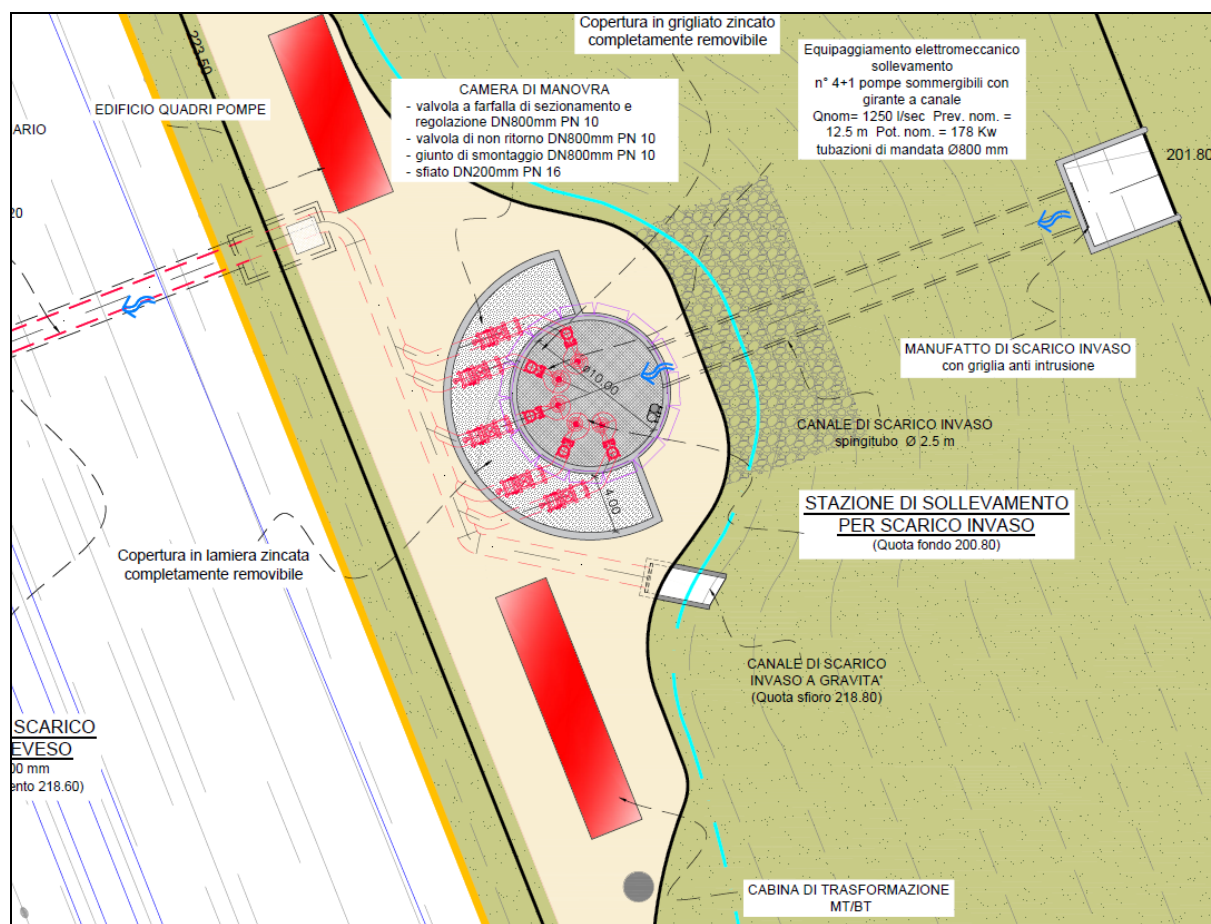 Copertura in grigliato zincato
completamente removibile
223.50
Equipaggiamento elettromeccanico
sollevamento
n° 4+1 pompe sommergibili con
girante a canale
Qnom= 1250 l/sec Prev. nom. =
12.5 m Pot. nom. = 178 Kw
tubazioni di mandata Ø800 mm
EDIFICIO QUADRI POMPE
CAMERA DI MANOVRA
- valvola a farfalla di sezionamento e
regolazione DN800mm PN 10
- valvola di non ritorno DN800mm PN 10
- giunto di smontaggio DN800mm PN 10
- sfiato DN200mm PN 16
ARIO
201.80
20
MANUFATTO DI SCARICO INVASO
con griglia anti intrusione
ø10.00
CANALE DI SCARICO INVASO
spingitubo Ø 2.5 m
4.00
STAZIONE DI SOLLEVAMENTO
PER SCARICO INVASO
(Quota fondo 200.80)
Copertura in lamiera zincata
completamente removibile
CANALE DI SCARICO
INVASO A GRAVITA'
(Quota sfioro 218.80)
SCARICO
EVESO
00 mm
ento 218.60)
CABINA DI TRASFORMAZIONE
MT/BT